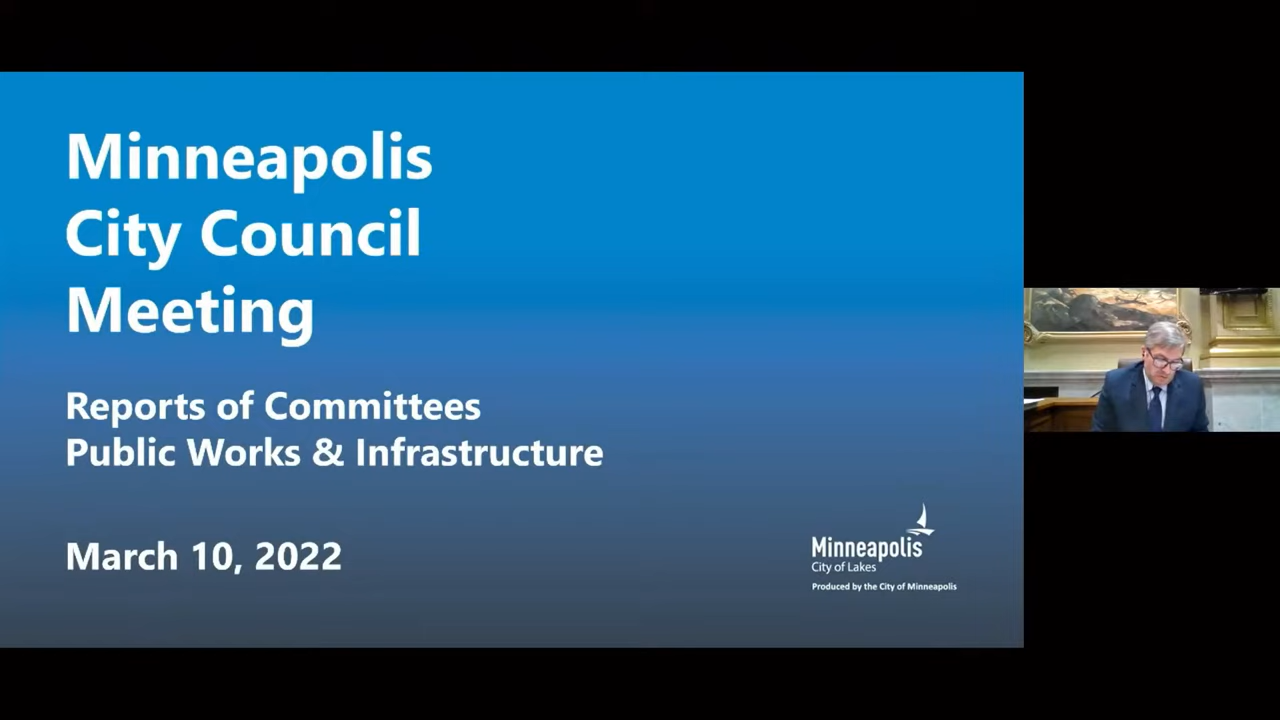 Minneapolis
City Council
Meeting
Reports of Committees
Public Works & Infrastructure
March 10, 2022
Minneapolis
City of Lakes
Produced by the City of Minneapolis